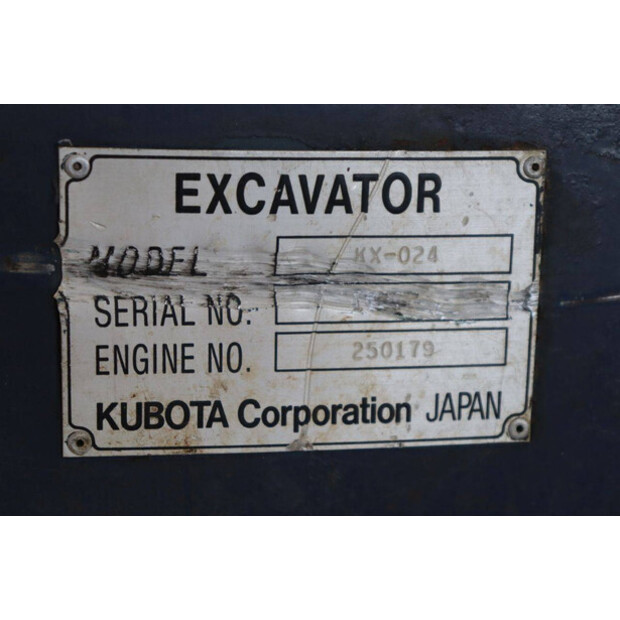 EXCAVATOR
MODEL KX-024
SERIAL NO.
ENGINE NO. 250179
KUBOTA Corporation JAPAN